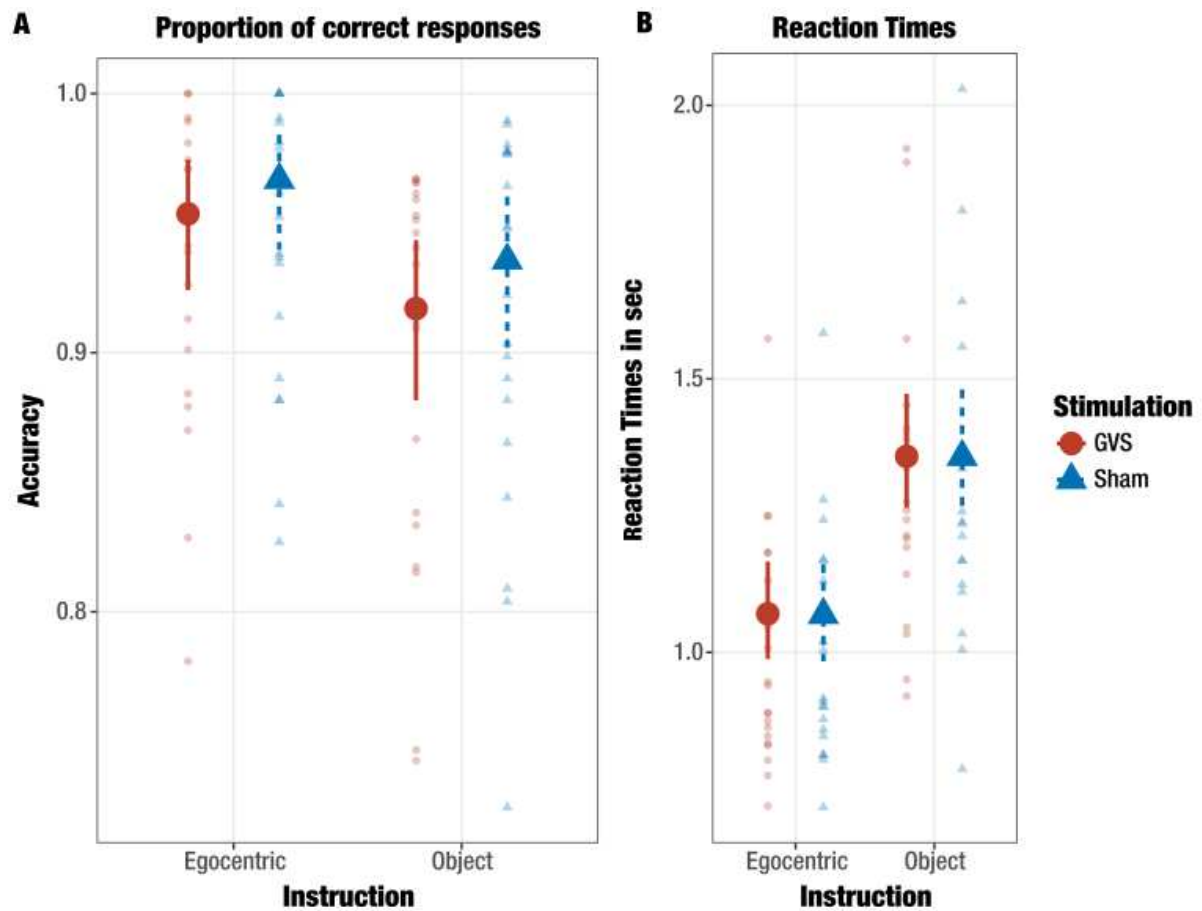 A
Proportion of correct responses
1.0
0.9
0.8
Accuracy
Egocentric
Object
Instruction
B
Reaction Times
2.0
1.5
1.0
Reaction Times in sec
Egocentric
Object
Instruction
Stimulation
GVS
Sham